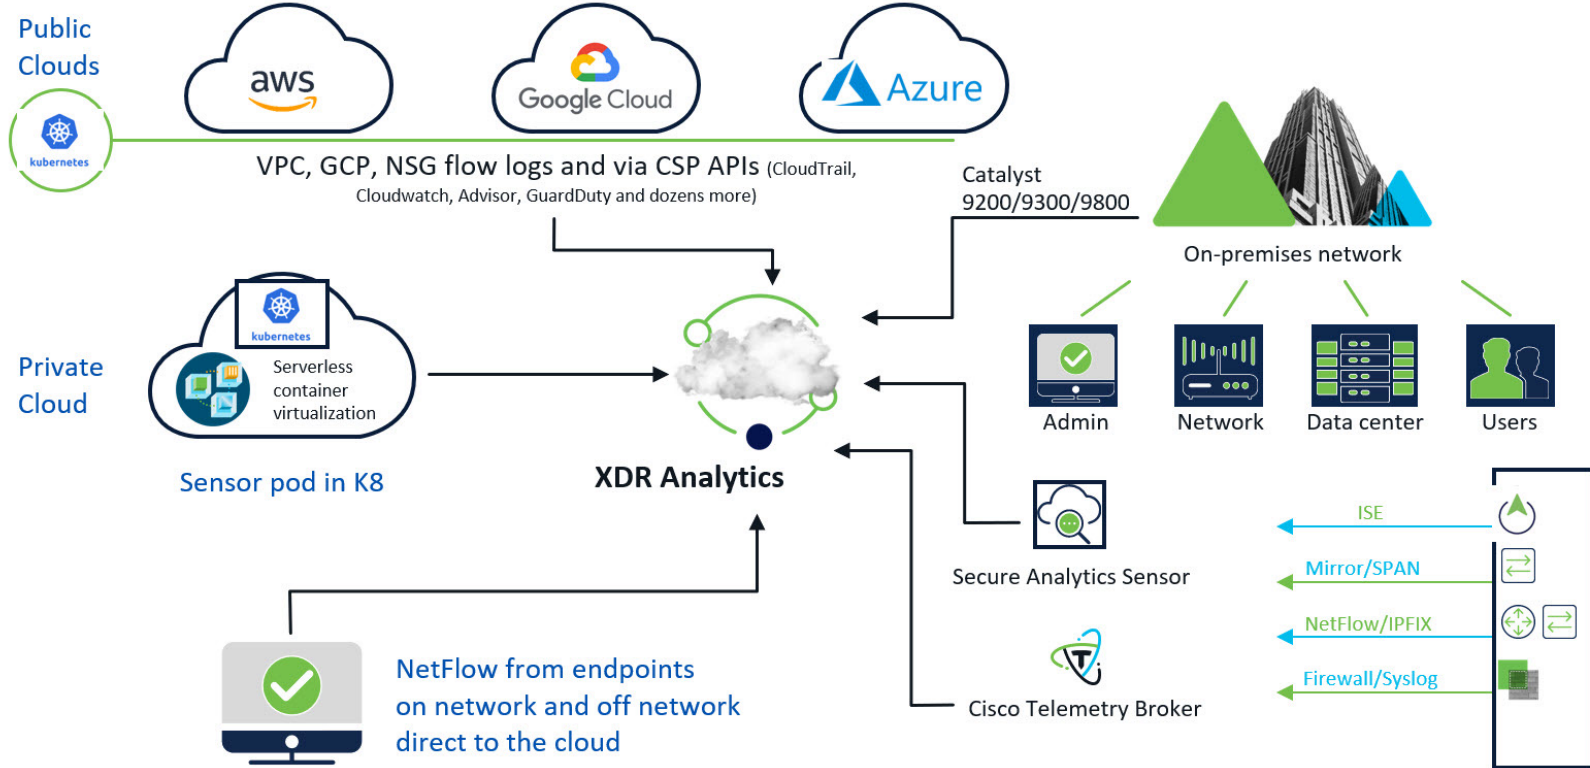 Public
Clouds
aws
Google Cloud
Azure
kubernetes
VPC, GCP, NSG flow logs and via CSP APIs (CloudTrail,
Cloudwatch, Advisor, GuardDuty and dozens more)
Catalyst
9200/9300/9800
On-premises network
Admin
Network
Data center
Users
Private
Cloud
kubernetes
Serverless
container
virtualization
Sensor pod in K8
XDR Analytics
Secure Analytics Sensor
T
Cisco Telemetry Broker
ISE
Mirror/SPAN
NetFlow/IPFIX
Firewall/Syslog
NetFlow from endpoints
on network and off network
direct to the cloud